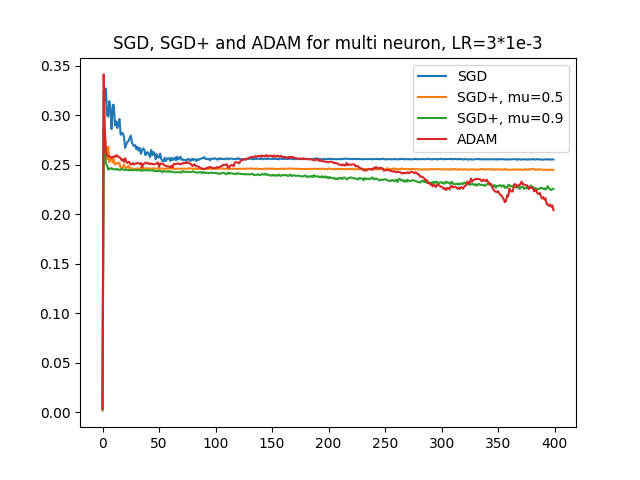 SGD, SGD+ and ADAM for multi neuron, LR=3*1e-3
0.35
0.30
0.25
0.20
0.15
0.10
0.05
0.00
SGD
SGD+, mu=0.5
SGD+, mu=0.9
ADAM
0 50 100 150 200 250 300 350 400